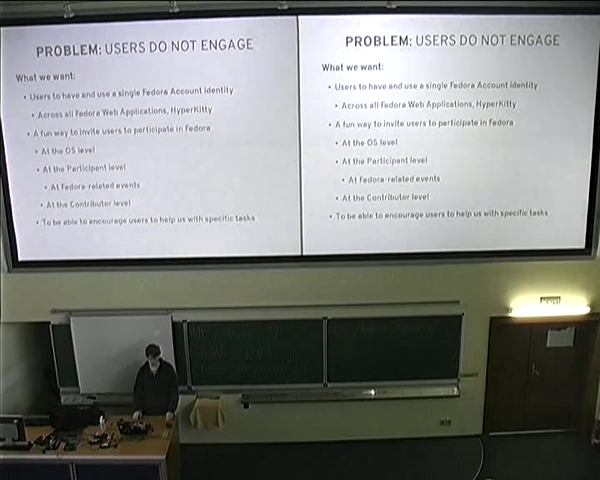 PROBLEM: USERS DO NOT ENGAGE
What we want:
• Users to have and use a single Fedora Account identity
• Across all Fedora Web Applications, HyperKitty
• A fun way to invite users to participate in Fedora
• At the OS level
• At the Participant level
• At Fedora-related events
• At the Contributor level
• To be able to encourage users to help us with specific tasks
PROBLEM: USERS DO NOT ENGAGE
What we want:
• Users to have and use a single Fedora Account identity
• Across all Fedora Web Applications, HyperKitty
• A fun way to invite users to participate in Fedora
• At the OS level
• At the Participant level
• At Fedora-related events
• At the Contributor level
• To be able to encourage users to help us with specific tasks